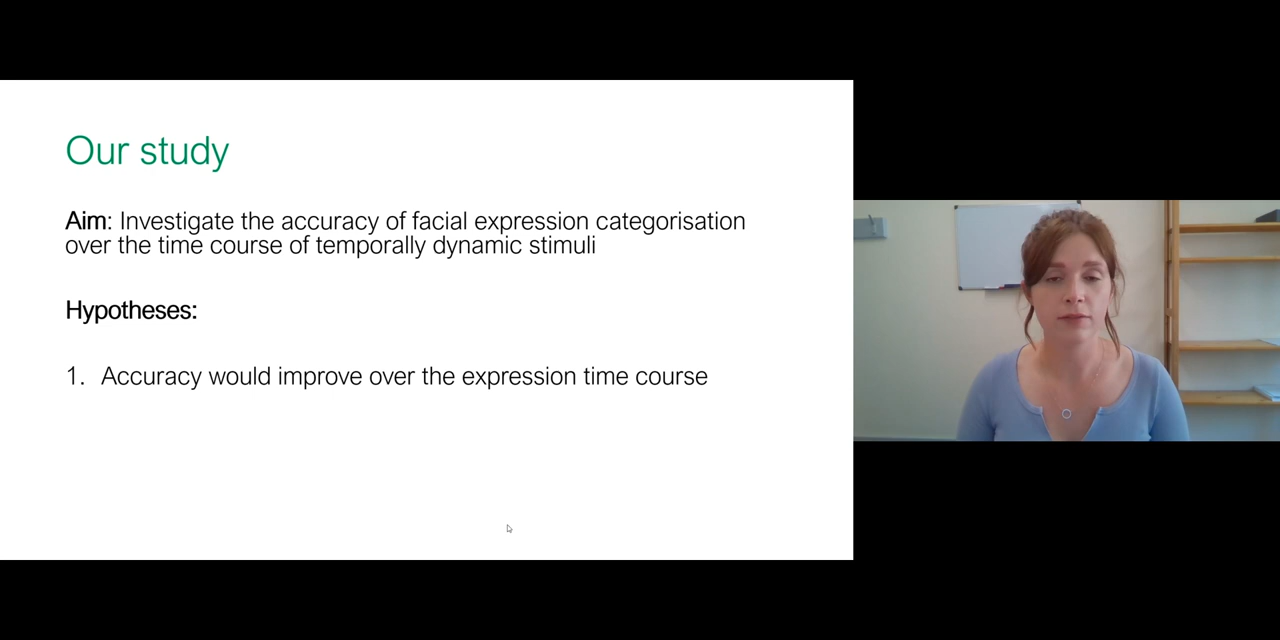 Our study
Aim: Investigate the accuracy of facial expression categorisation
over the time course of temporally dynamic stimuli
Hypotheses:
1. Accuracy would improve over the expression time course